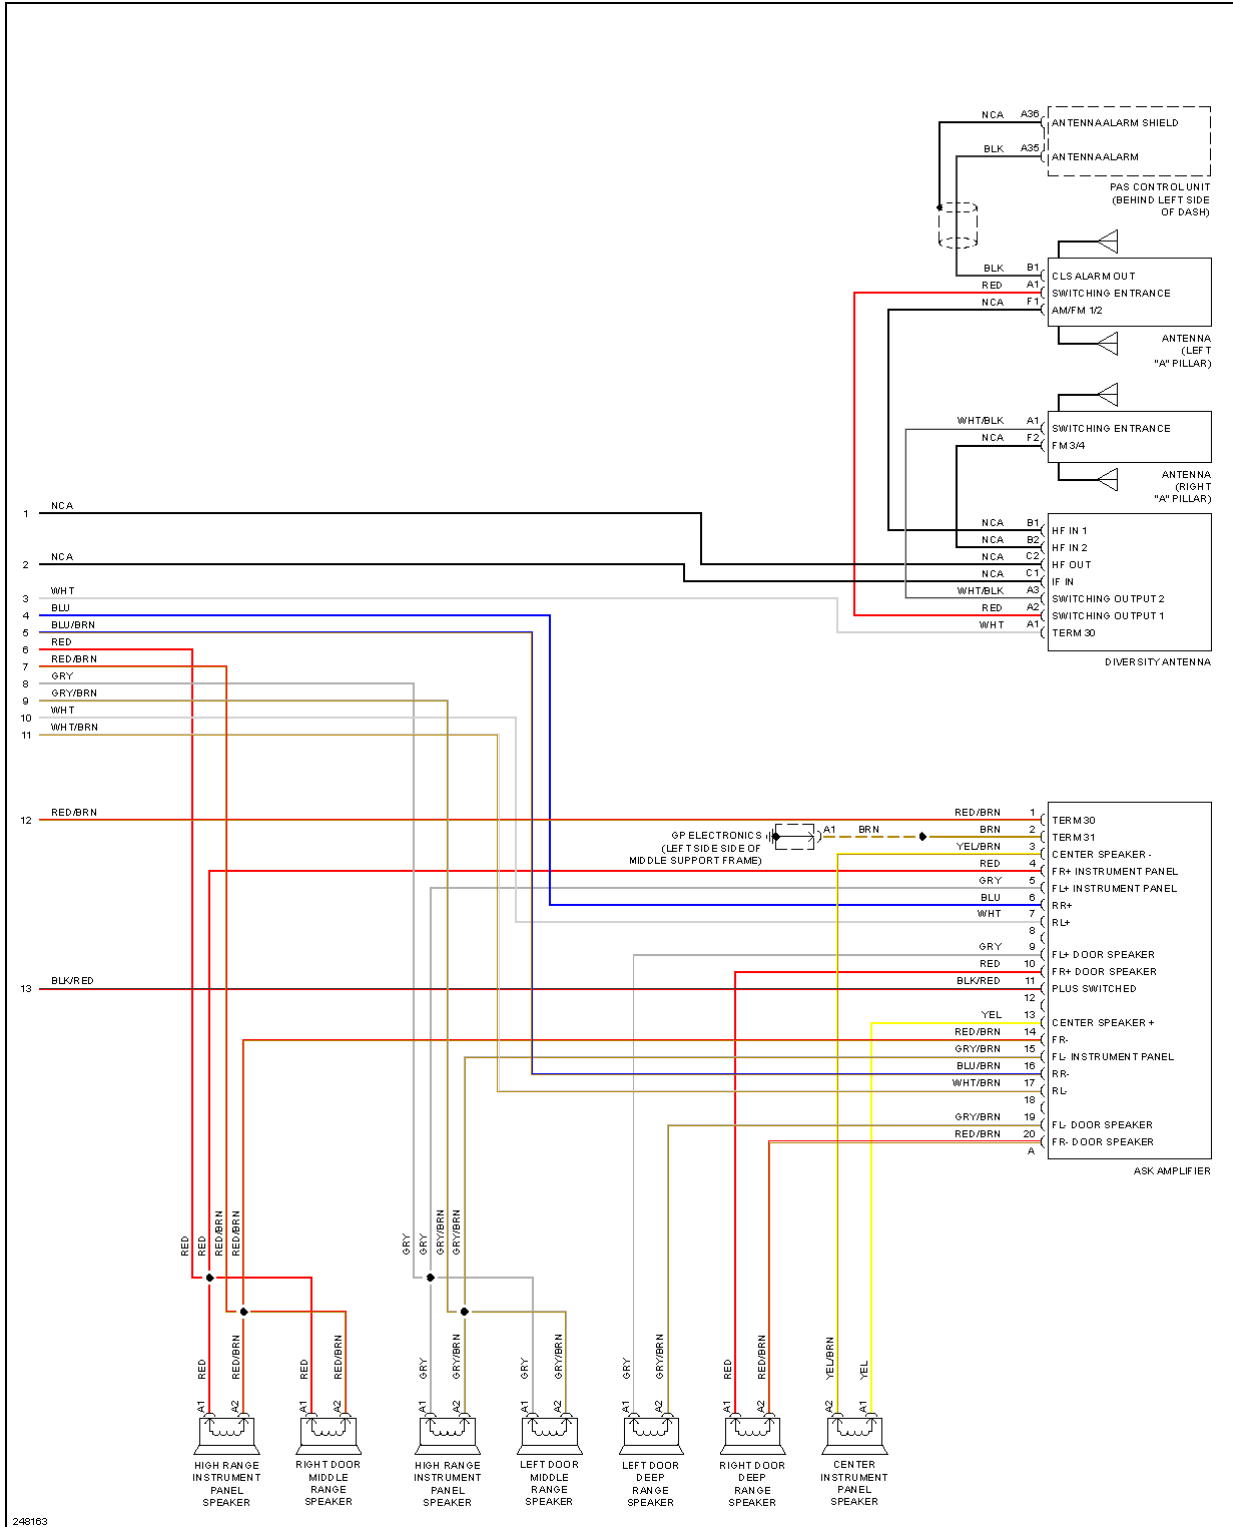 NCA A36 ANTENNA ALARM SHIELD
BLK A35 ANTENNA ALARM
PAS CONTROL UNIT
(BEHIND LEFT SIDE
OF DASH)
BLK B1 CLS ALARM OUT
RED A1 SWITCHING ENTRANCE
NCA F1 AM/FM 1/2
ANTENNA
(LEFT
"A" PILLAR)
WHT/BLK A1 SWITCHING ENTRANCE
NCA F2 FM 3/4
ANTENNA
(RIGHT
"A" PILLAR)
1 NCA
2 NCA
3 WHT
4 BLU
5 BLU/BRN
6 RED
7 RED/BRN
8 GRY
9 GRY/BRN
10 WHT
11 WHT/BRN
NCA B1 HF IN 1
NCA B2 HF IN 2
NCA C2 HF OUT
NCA C1 IF IN
WHT/BLK A3 SWITCHING OUTPUT 2
RED A2 SWITCHING OUTPUT 1
WHT A1 TERM 30
DIVERSITY ANTENNA
12 RED/BRN
13 BLK/RED
GP ELECTRONICS
(LEFT SIDE SIDE OF
MIDDLE SUPPORT FRAME)
A1 BRN
RED/BRN 1 TERM 30
BRN 2 TERM 31
YEL/BRN 3 CENTER SPEAKER -
RED 4 FR+ INSTRUMENT PANEL
GRY 5 FL+ INSTRUMENT PANEL
BLU 6 RR+
WHT 7 RL+
8
GRY 9 FL+ DOOR SPEAKER
RED 10 FR+ DOOR SPEAKER
BLK/RED 11 PLUS SWITCHED
12
YEL 13 CENTER SPEAKER +
RED/BRN 14 FR-
GRY/BRN 15 FL- INSTRUMENT PANEL
BLU/BRN 16 RR-
WHT/BRN 17 RL-
18
GRY/BRN 19 FL- DOOR SPEAKER
RED/BRN 20 FR- DOOR SPEAKER
A
ASK AMPLIFIER
RED
RED
RED/BRN
RED/BRN
GRY
GRY
GRY/BRN
GRY/BRN
RED
RED/BRN
RED
RED/BRN
GRY
GRY/BRN
GRY
GRY/BRN
GRY
GRY/BRN
RED
RED/BRN
YEL/BRN
YEL
A1
A2
A1
A2
A1
A2
A1
A2
A1
A2
A1
A2
A2
A1
HIGH RANGE
INSTRUMENT
PANEL
SPEAKER
RIGHT DOOR
MIDDLE
RANGE
SPEAKER
HIGH RANGE
INSTRUMENT
PANEL
SPEAKER
LEFT DOOR
MIDDLE
RANGE
SPEAKER
LEFT DOOR
DEEP
RANGE
SPEAKER
RIGHT DOOR
DEEP
RANGE
SPEAKER
CENTER
INSTRUMENT
PANEL
SPEAKER
248163